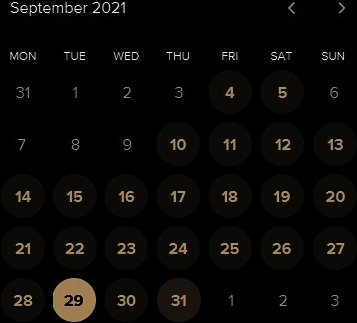 September 2021 < >
MON TUE WED THU FRI SAT SUN
31 1 2 3 4 5 6
7 8 9 10 11 12 13
14 15 16 17 18 19 20
21 22 23 24 25 26 27
28 29 30 31 1 2 3